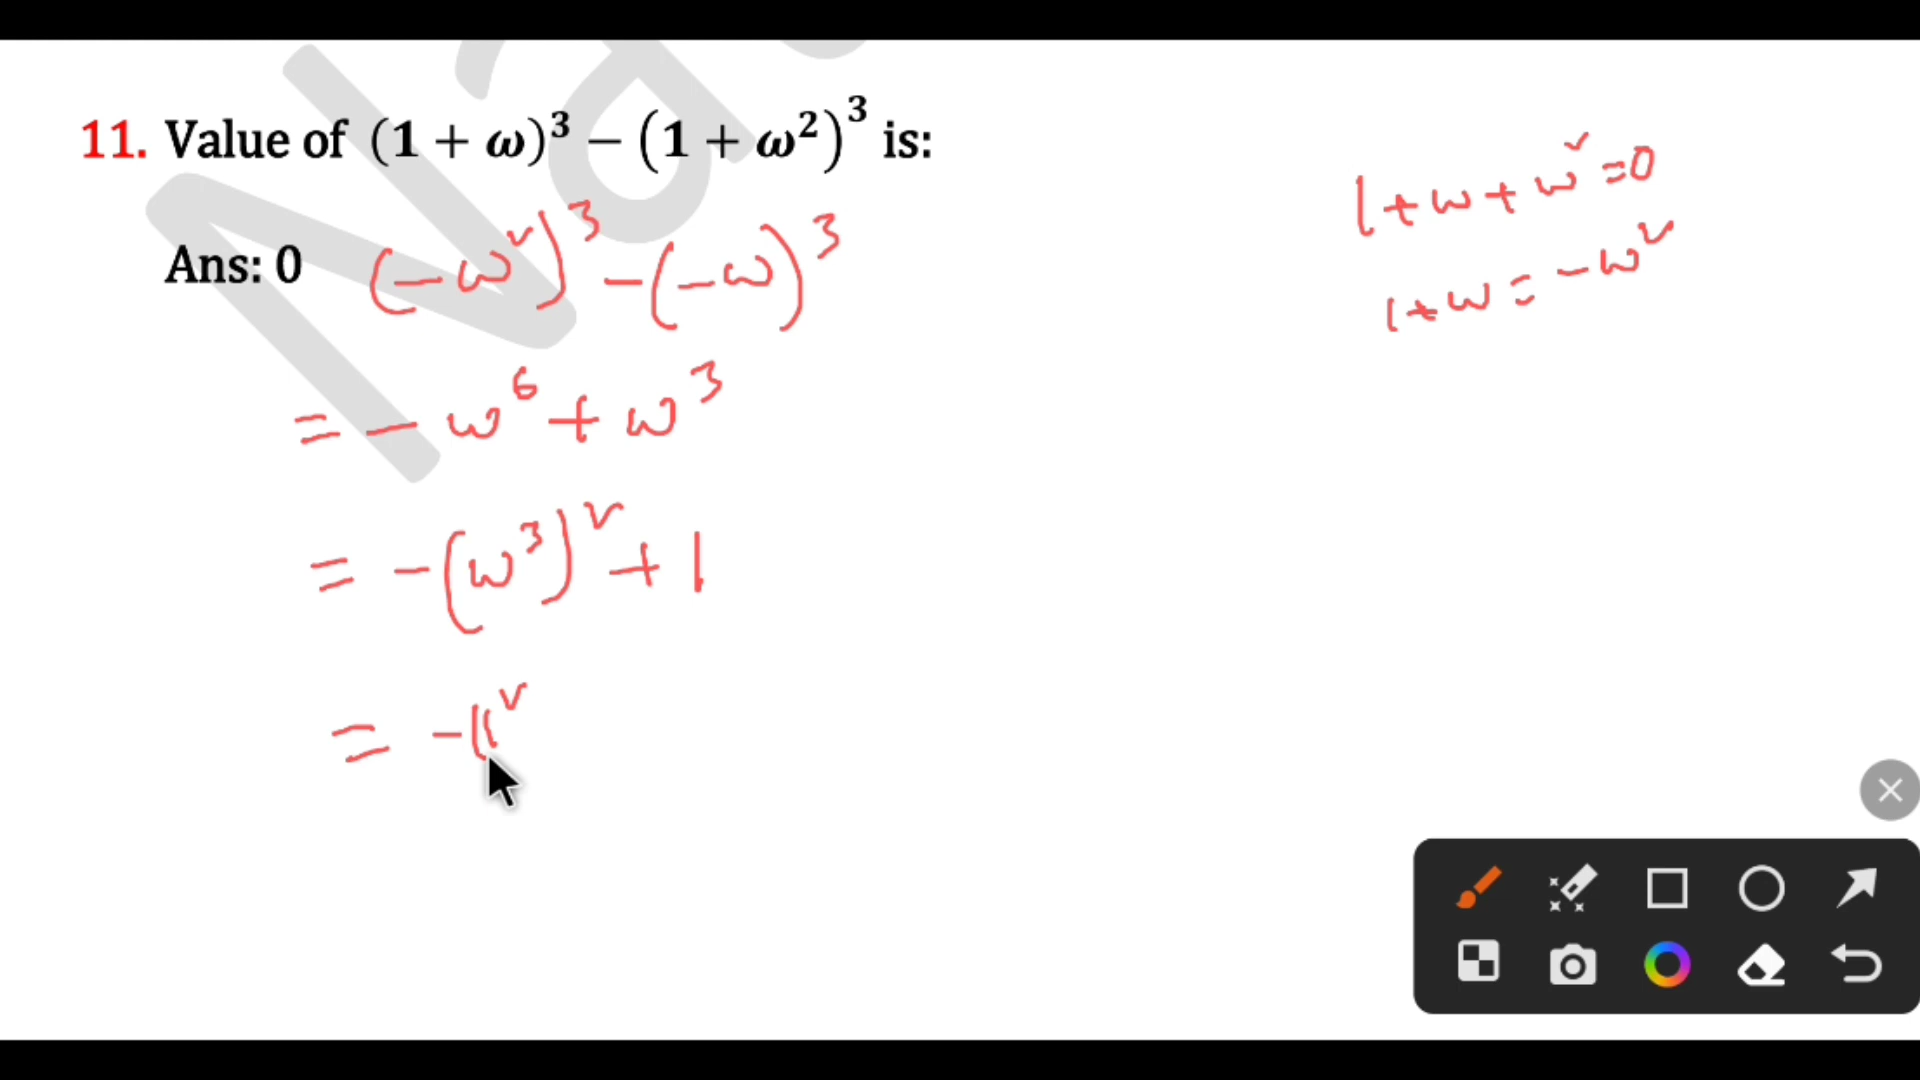 11. Value of (1 + ω)³ − (1 + ω²)³ is:
Ans: 0
(-ω²)³ - (-ω)³
= - ω⁶ + ω³
= -(ω³)² + 1
= -(1²
1+ω+ω²=0
1+ω = -ω²